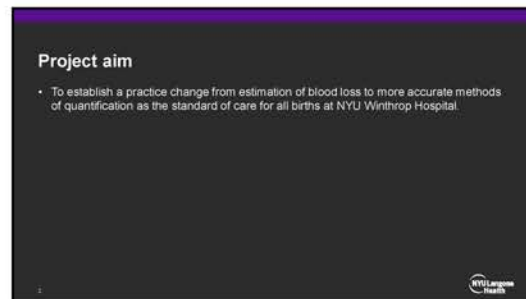 Project aim
• To establish a practice change from estimation of blood loss to more accurate methods
of quantification as the standard of care for all births at NYU Winthrop Hospital.
NYU Langone
Health